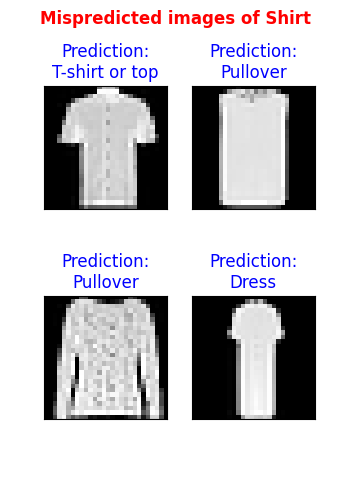 Mispredicted images of Shirt
Prediction:
T-shirt or top
Prediction:
Pullover
Prediction:
Pullover
Prediction:
Dress